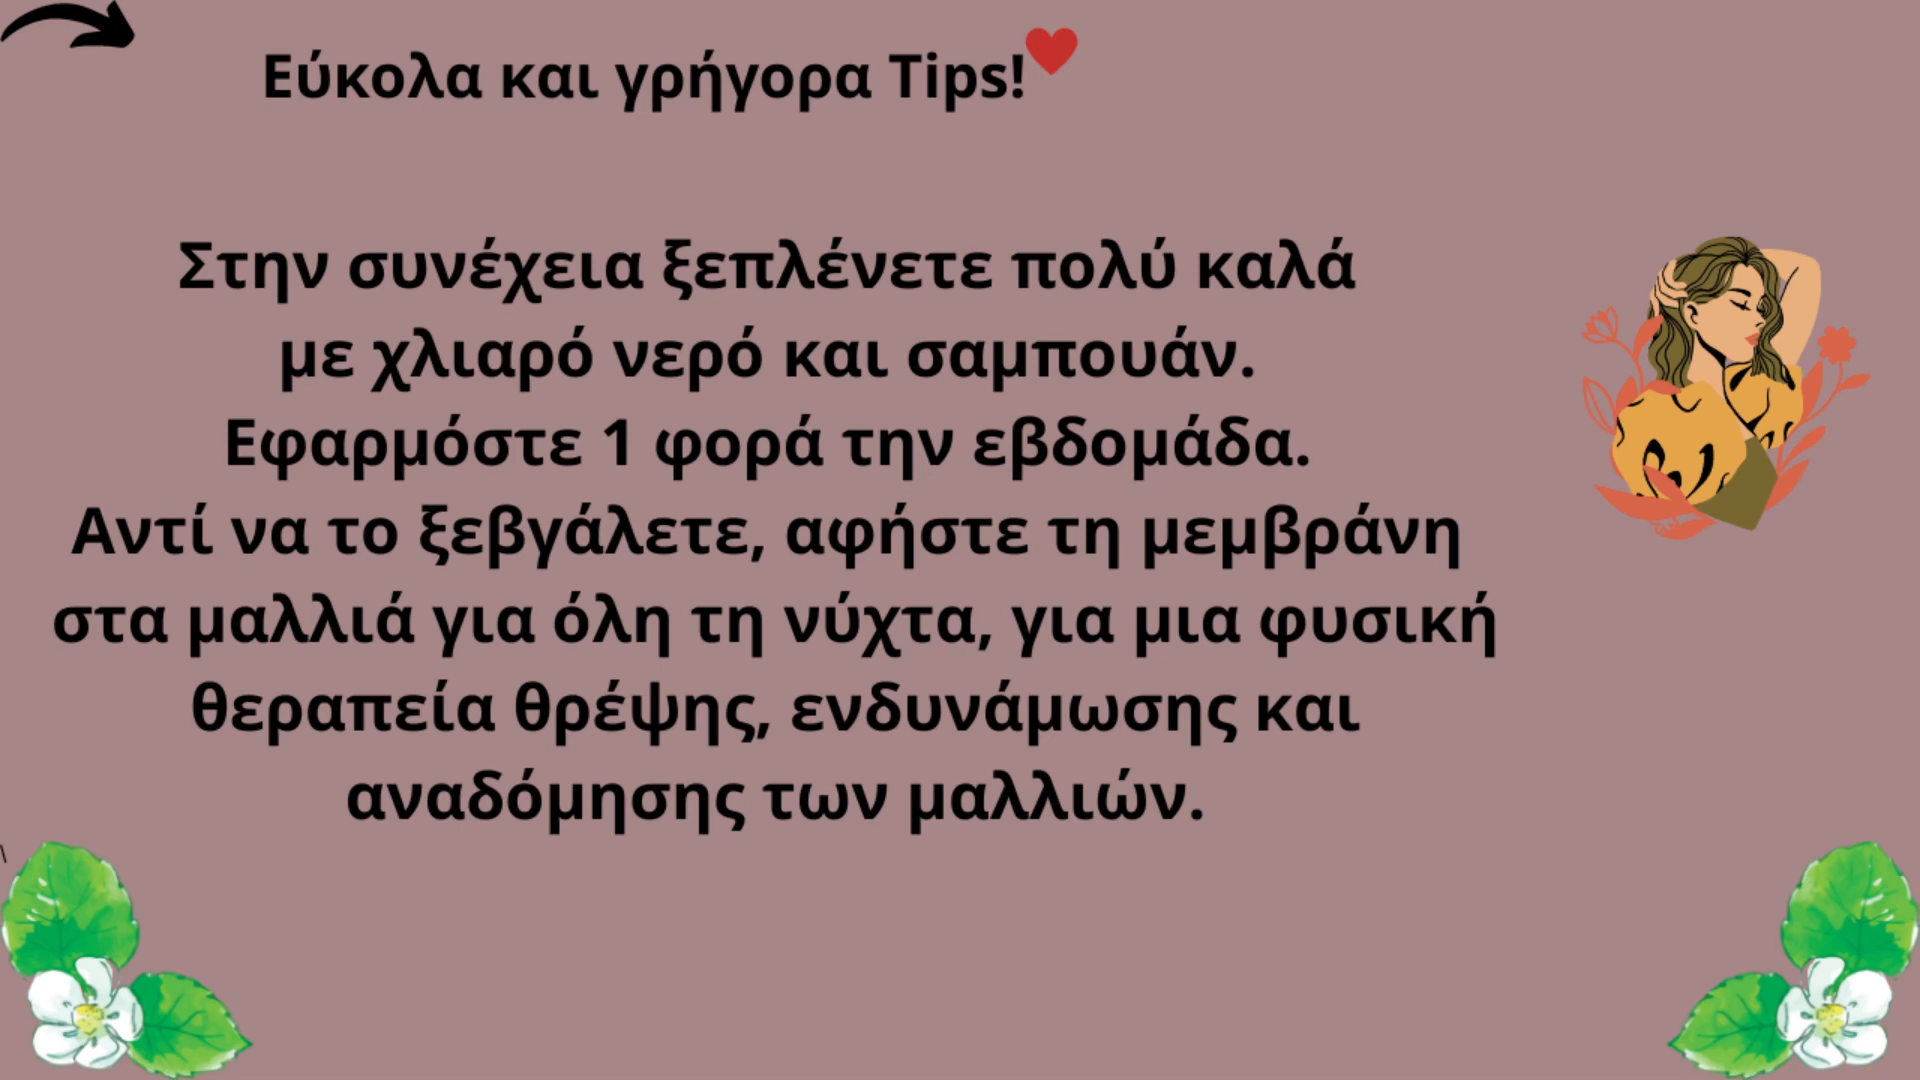 Εύκολα και γρήγορα Tips!
Στην συνέχεια ξεπλένετε πολύ καλά
με χλιαρό νερό και σαμπουάν.
Εφαρμόστε 1 φορά την εβδομάδα.
Αντί να το ξεβγάλετε, αφήστε τη μεμβράνη
στα μαλλιά για όλη τη νύχτα, για μια φυσική
θεραπεία θρέψης, ενδυνάμωσης και
αναδόμησης των μαλλιών.